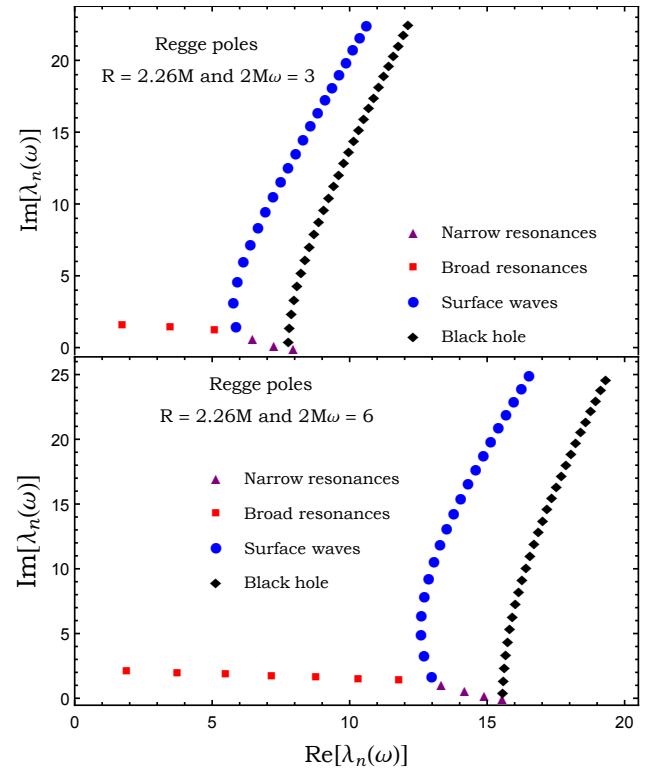 Regge poles
R = 2.26M and 2Mω = 3
Im[λn(ω)]
20
15
10
5
0
Narrow resonances
Broad resonances
Surface waves
Black hole
Regge poles
R = 2.26M and 2Mω = 6
Im[λn(ω)]
25
20
15
10
5
0
Narrow resonances
Broad resonances
Surface waves
Black hole
0 5 10 15 20
Re[λn(ω)]